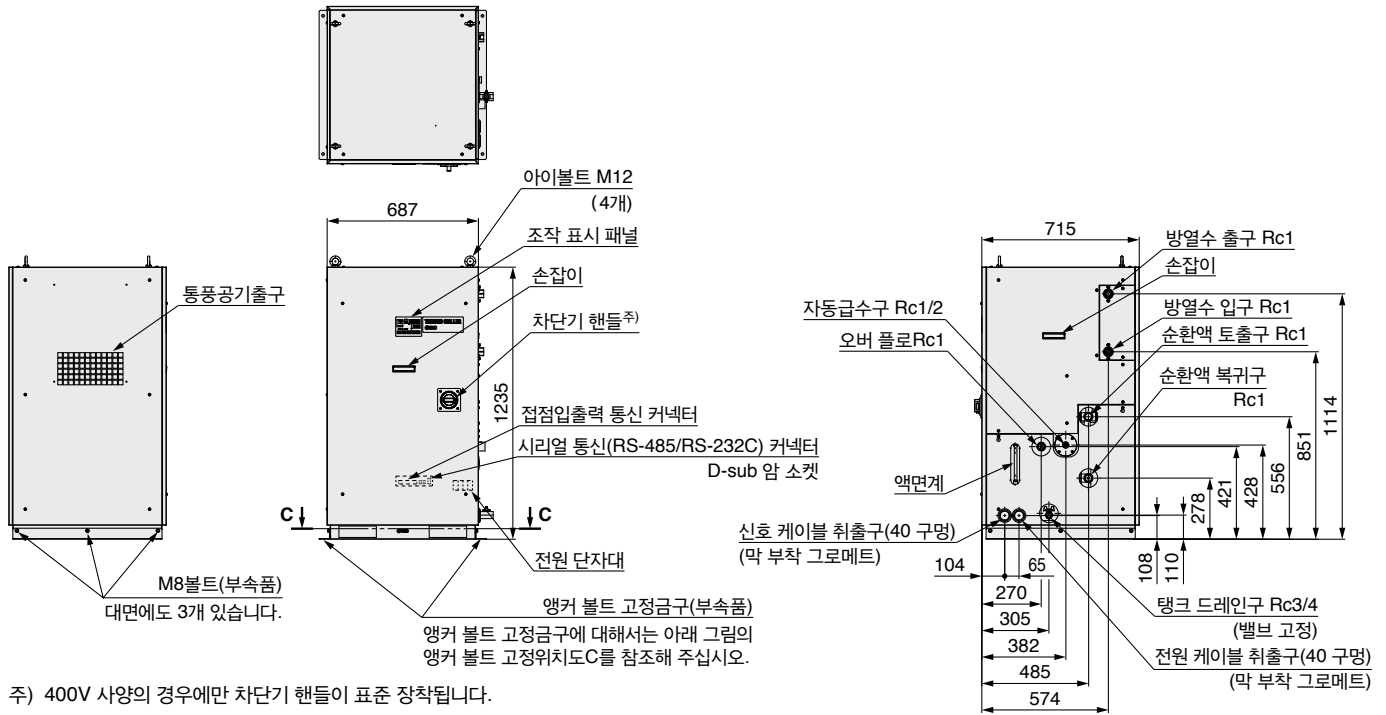 아이볼트 M12
(4개)
687
조작 표시 패널
손잡이
차단기 핸들주)
통풍공기출구
1235
접점입출력 통신 커넥터
시리얼 통신(RS-485/RS-232C) 커넥터
D-sub 암 소켓
C
C
전원 단자대
M8볼트(부속품)
대면에도 3개 있습니다.
앵커 볼트 고정금구(부속품)
앵커 볼트 고정금구에 대해서는 아래 그림의
앵커 볼트 고정위치도C를 참조해 주십시오.
주) 400V 사양의 경우에만 차단기 핸들이 표준 장착됩니다.
715
방열수 출구 Rc1
손잡이
자동급수구 Rc1/2
방열수 입구 Rc1
오버 플로Rc1
순환액 토출구 Rc1
순환액 복귀구
Rc1
액면계
신호 케이블 취출구(40 구멍)
(막 부착 그로메트)
108
110
278
421
428
556
851
1114
104
65
270
305
382
485
574
탱크 드레인구 Rc3/4
(밸브 고정)
전원 케이블 취출구(40 구멍)
(막 부착 그로메트)